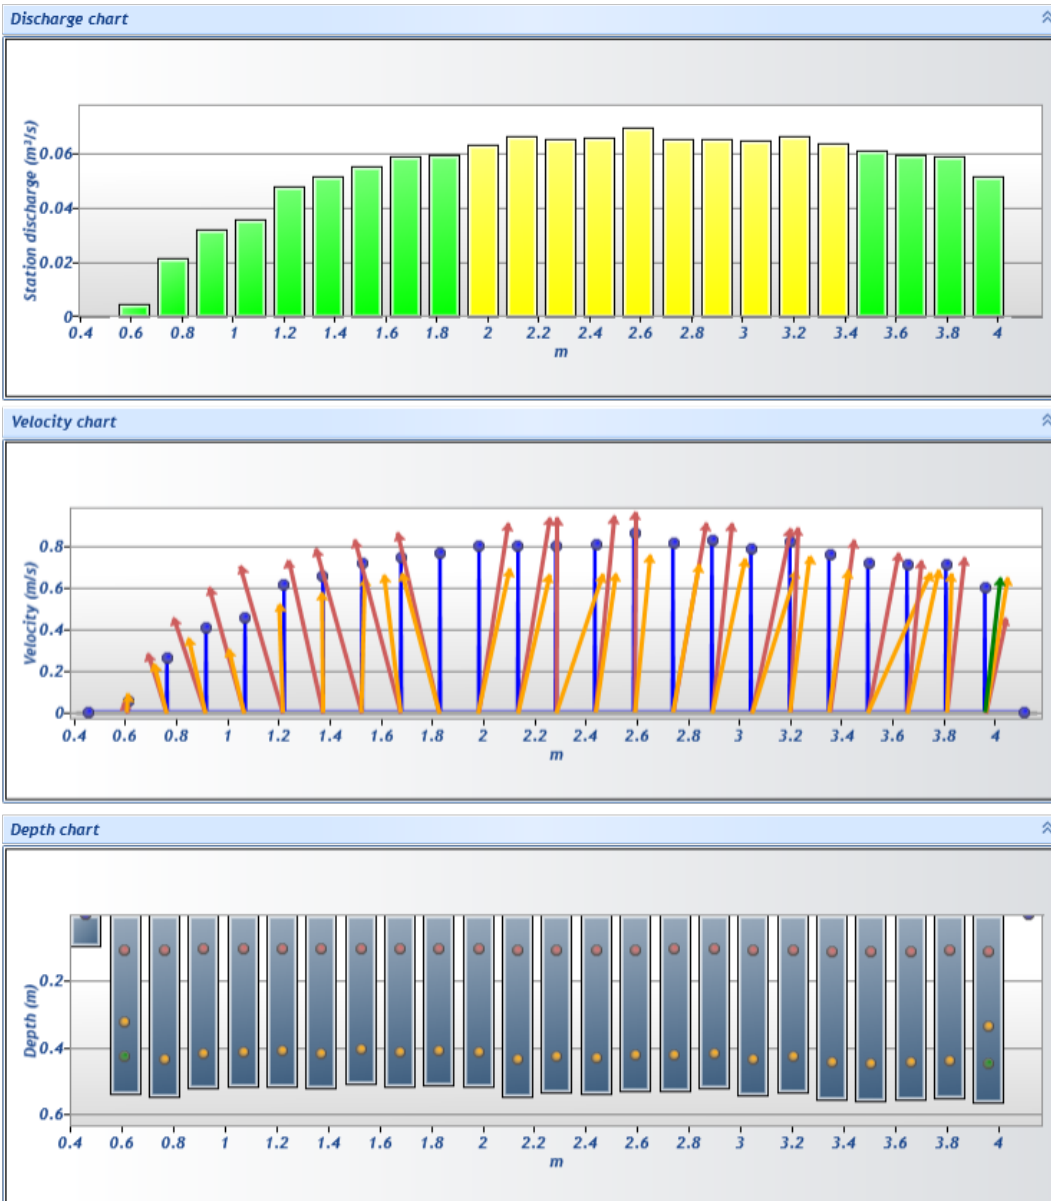 Discharge chart
Station discharge (m³/s)
0.06
0.04
0.02
0
0.4 0.6 0.8 1 1.2 1.4 1.6 1.8 2 2.2 2.4 2.6 2.8 3 3.2 3.4 3.6 3.8 4
m
Velocity chart
Velocity (m/s)
0.8
0.6
0.4
0.2
0
0.4 0.6 0.8 1 1.2 1.4 1.6 1.8 2 2.2 2.4 2.6 2.8 3 3.2 3.4 3.6 3.8 4
m
Depth chart
Depth (m)
0.2
0.4
0.6
0.4 0.6 0.8 1 1.2 1.4 1.6 1.8 2 2.2 2.4 2.6 2.8 3 3.2 3.4 3.6 3.8 4
m